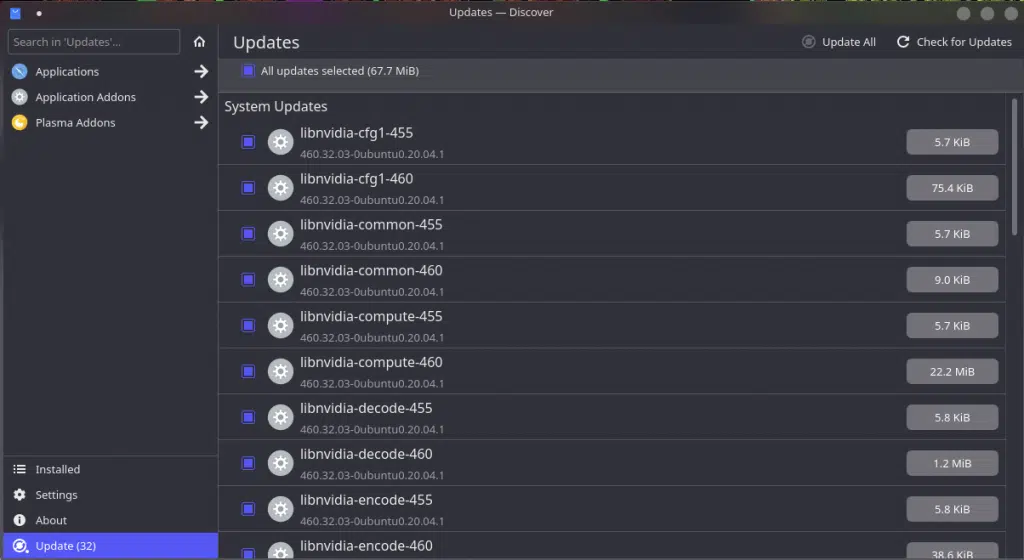 Updates — Discover
Search in 'Updates'...
Applications
Application Addons
Plasma Addons
Installed
Settings
About
Update (32)
Updates
Update All
Check for Updates
All updates selected (67.7 MiB)
System Updates
libnvidia-cfg1-455
460.32.03-0ubuntu0.20.04.1
5.7 KiB
libnvidia-cfg1-460
460.32.03-0ubuntu0.20.04.1
75.4 KiB
libnvidia-common-455
460.32.03-0ubuntu0.20.04.1
5.7 KiB
libnvidia-common-460
460.32.03-0ubuntu0.20.04.1
9.0 KiB
libnvidia-compute-455
460.32.03-0ubuntu0.20.04.1
5.7 KiB
libnvidia-compute-460
460.32.03-0ubuntu0.20.04.1
22.2 MiB
libnvidia-decode-455
460.32.03-0ubuntu0.20.04.1
5.8 KiB
libnvidia-decode-460
460.32.03-0ubuntu0.20.04.1
1.2 MiB
libnvidia-encode-455
460.32.03-0ubuntu0.20.04.1
5.8 KiB
libnvidia-encode-460
38.6 KiB